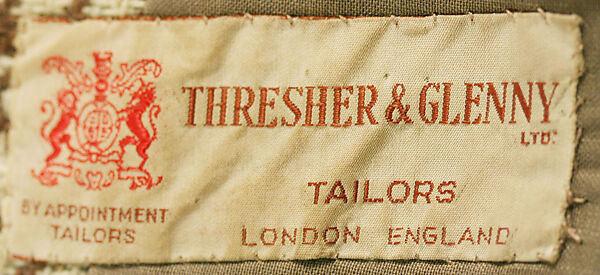 THRESHER & GLENNY
LTD.
TAILORS
LONDON ENGLAND
BY APPOINTMENT
TAILORS